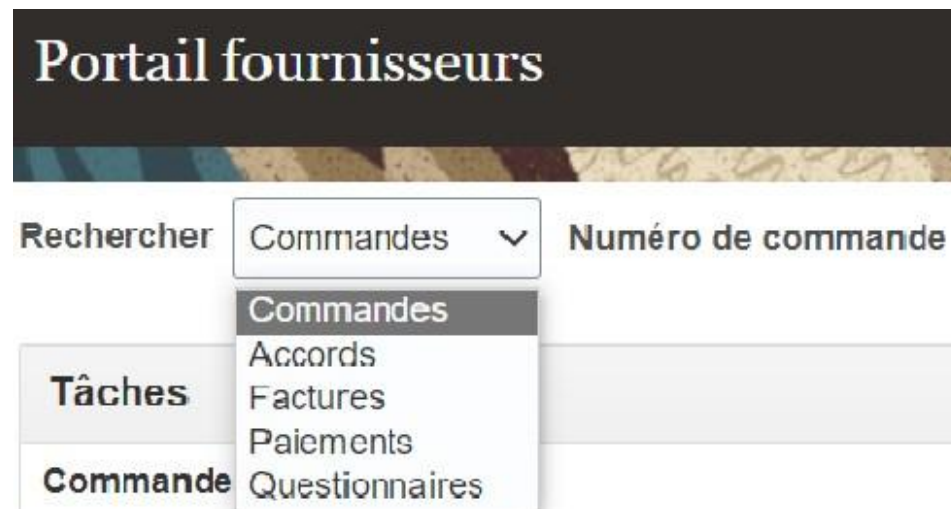 Portail fournisseurs
Rechercher Commandes Numéro de commande
Commandes
Accords
Tâches
Factures
Paiements
Commande
Questionnaires